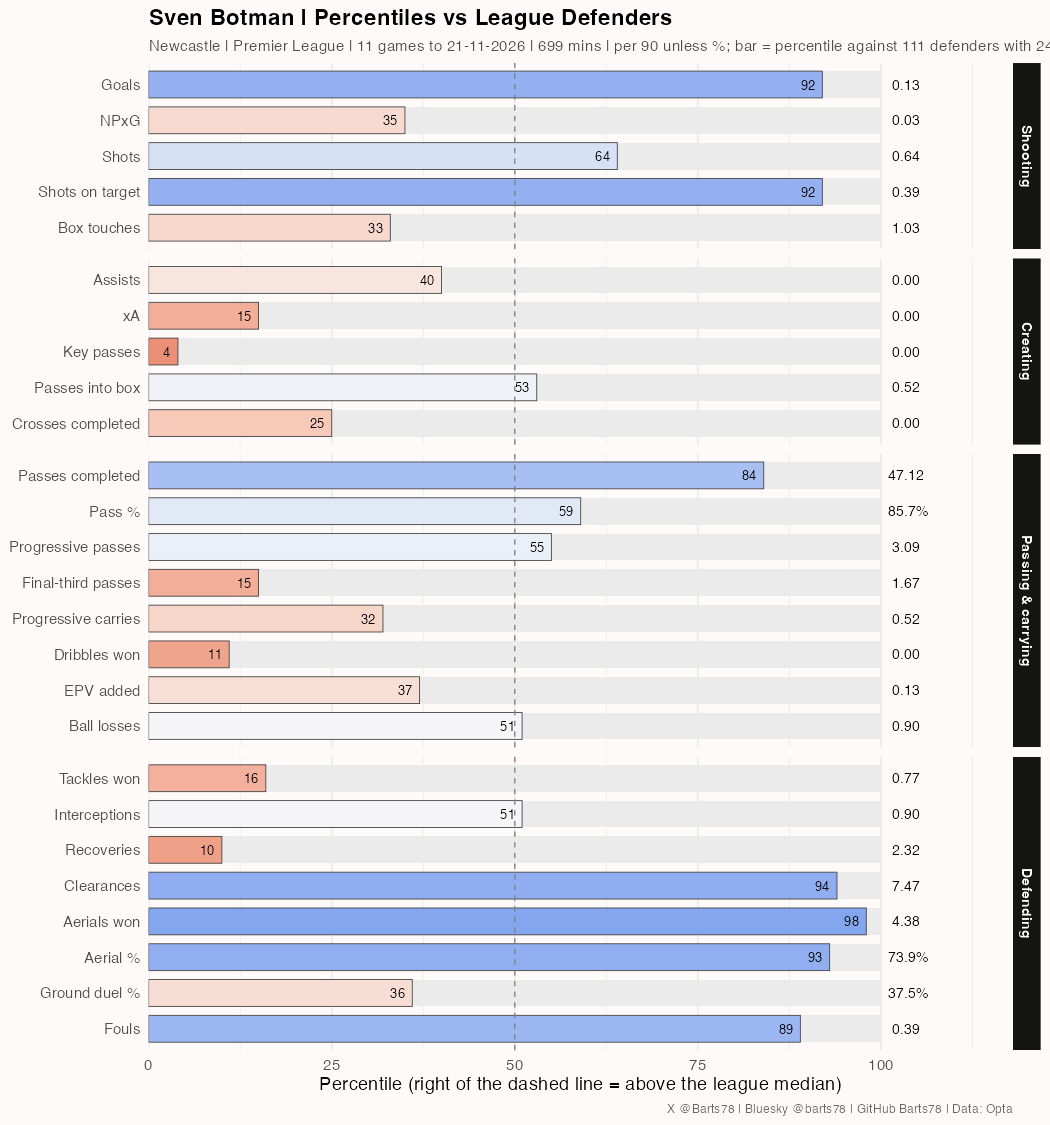 Sven Botman | Percentiles vs League Defenders
Newcastle | Premier League | 11 games to 21-11-2026 | 699 mins | per 90 unless %; bar = percentile against 111 defenders with 24
Goals 92 0.13
NPxG 35 0.03
Shots 64 0.64
Shots on target 92 0.39
Box touches 33 1.03
Shooting
Assists 40 0.00
xA 15 0.00
Key passes 4 0.00
Passes into box 53 0.52
Crosses completed 25 0.00
Creating
Passes completed 84 47.12
Pass % 59 85.7%
Progressive passes 55 3.09
Final-third passes 15 1.67
Progressive carries 32 0.52
Dribbles won 11 0.00
EPV added 37 0.13
Ball losses 51 0.90
Passing & carrying
Tackles won 16 0.77
Interceptions 51 0.90
Recoveries 10 2.32
Clearances 94 7.47
Aerials won 98 4.38
Aerial % 93 73.9%
Ground duel % 36 37.5%
Fouls 89 0.39
Defending
0 25 50 75 100
Percentile (right of the dashed line = above the league median)
X @Barts78 | Bluesky @barts78 | GitHub Barts78 | Data: Opta